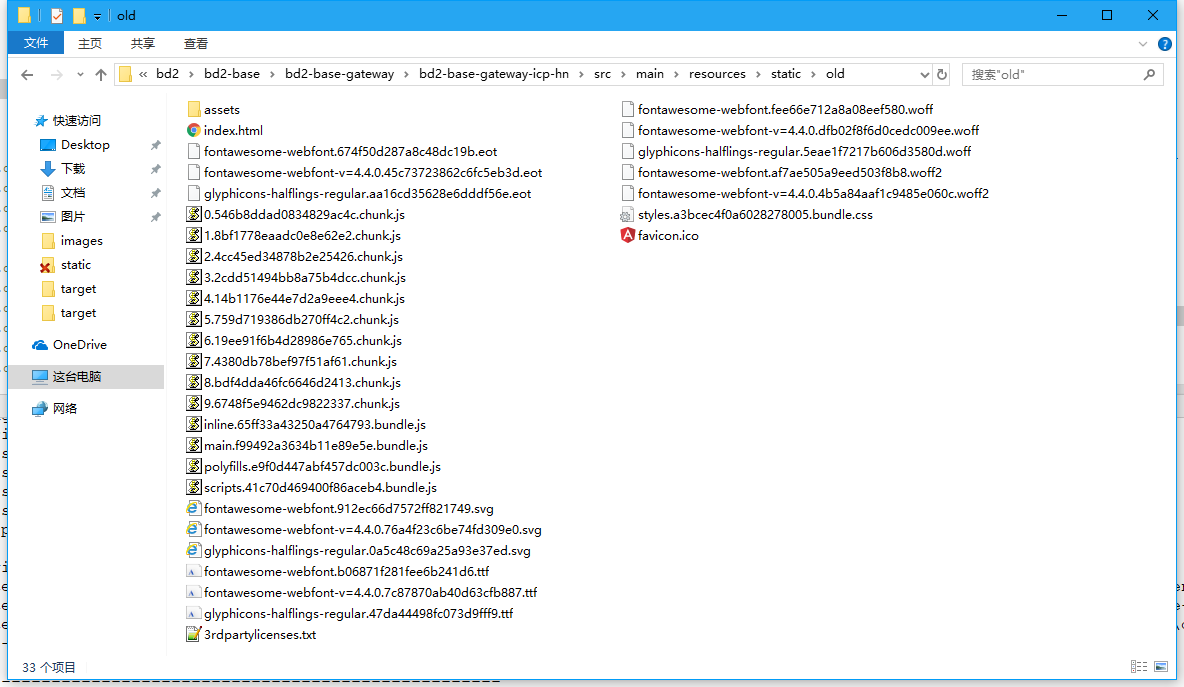 old
文件 主页 共享 查看
« bd2 › bd2-base › bd2-base-gateway › bd2-base-gateway-icp-hn › src › main › resources › static › old
搜索"old"
快速访问
Desktop
下载
文档
图片
images
static
target
target
OneDrive
这台电脑
网络
assets
index.html
fontawesome-webfont.674f50d287a8c48dc19b.eot
fontawesome-webfont-v=4.4.0.45c73723862c6fc5eb3d.eot
glyphicons-halflings-regular.aa16cd35628e6dddf56e.eot
0.546b8ddad0834829ac4c.chunk.js
1.8bf1778eaadc0e8e62e2.chunk.js
2.4cc45ed34878b2e25426.chunk.js
3.2cdd51494bb8a75b4dcc.chunk.js
4.14b1176e44e7d2a9eee4.chunk.js
5.759d719386db270ff4c2.chunk.js
6.19ee91f6b4d28986e765.chunk.js
7.4380db78bef97f51af61.chunk.js
8.bdf4dda46fc6646d2413.chunk.js
9.6748f5e9462dc9822337.chunk.js
inline.65ff33a43250a4764793.bundle.js
main.f99492a3634b11e89e5e.bundle.js
polyfills.e9f0d447abf457dc003c.bundle.js
scripts.41c70d469400f86aceb4.bundle.js
fontawesome-webfont.912ec66d7572ff821749.svg
fontawesome-webfont-v=4.4.0.76a4f23c6be74fd309e0.svg
glyphicons-halflings-regular.0a5c48c69a25a93e37ed.svg
fontawesome-webfont.b06871f281fee6b241d6.ttf
fontawesome-webfont-v=4.4.0.7c87870ab40d63cfb887.ttf
glyphicons-halflings-regular.47da44498fc073d9fff9.ttf
3rdpartylicenses.txt
fontawesome-webfont.fee66e712a8a08eef580.woff
fontawesome-webfont-v=4.4.0.dfb02f8f6d0cedc009ee.woff
glyphicons-halflings-regular.5eae1f7217b606d3580d.woff
fontawesome-webfont.af7ae505a9eed503f8b8.woff2
fontawesome-webfont-v=4.4.0.4b5a84aaf1c9485e060c.woff2
styles.a3bcec4f0a6028278005.bundle.css
favicon.ico
33 个项目